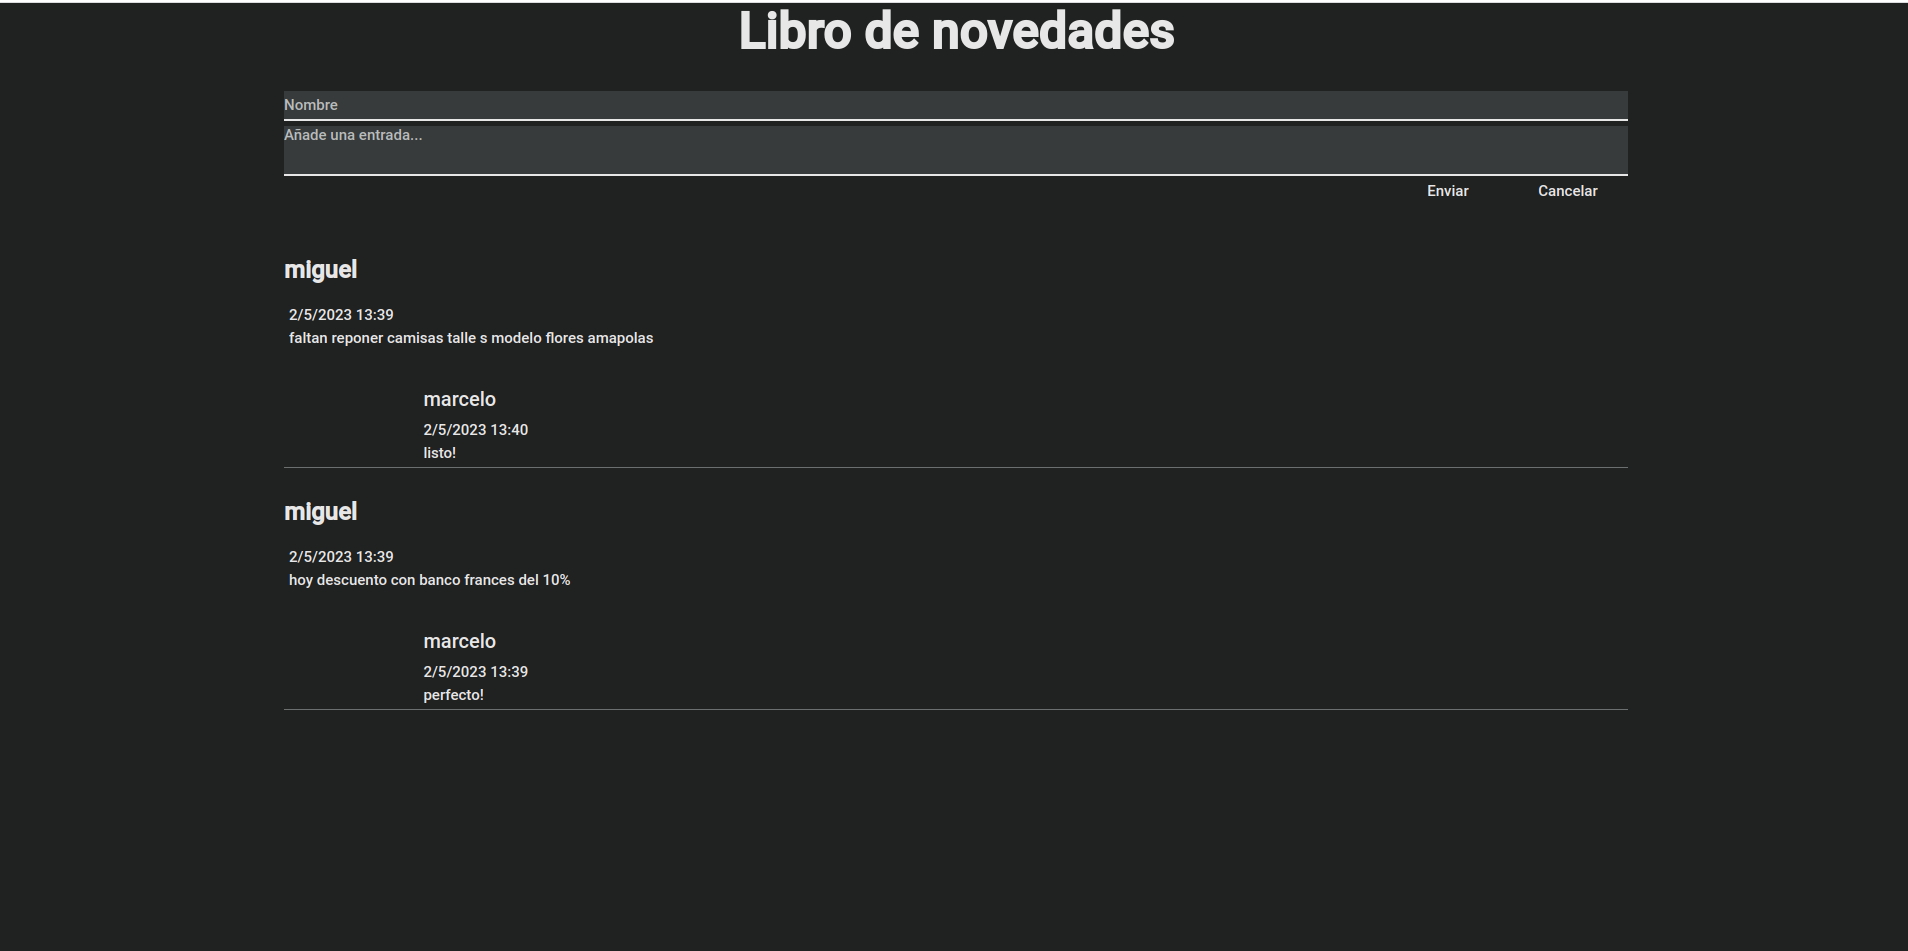 Libro de novedades
Nombre
Añade una entrada...
Enviar Cancelar
miguel
2/5/2023 13:39
faltan reponer camisas talle s modelo flores amapolas
marcelo
2/5/2023 13:40
listo!
miguel
2/5/2023 13:39
hoy descuento con banco frances del 10%
marcelo
2/5/2023 13:39
perfecto!